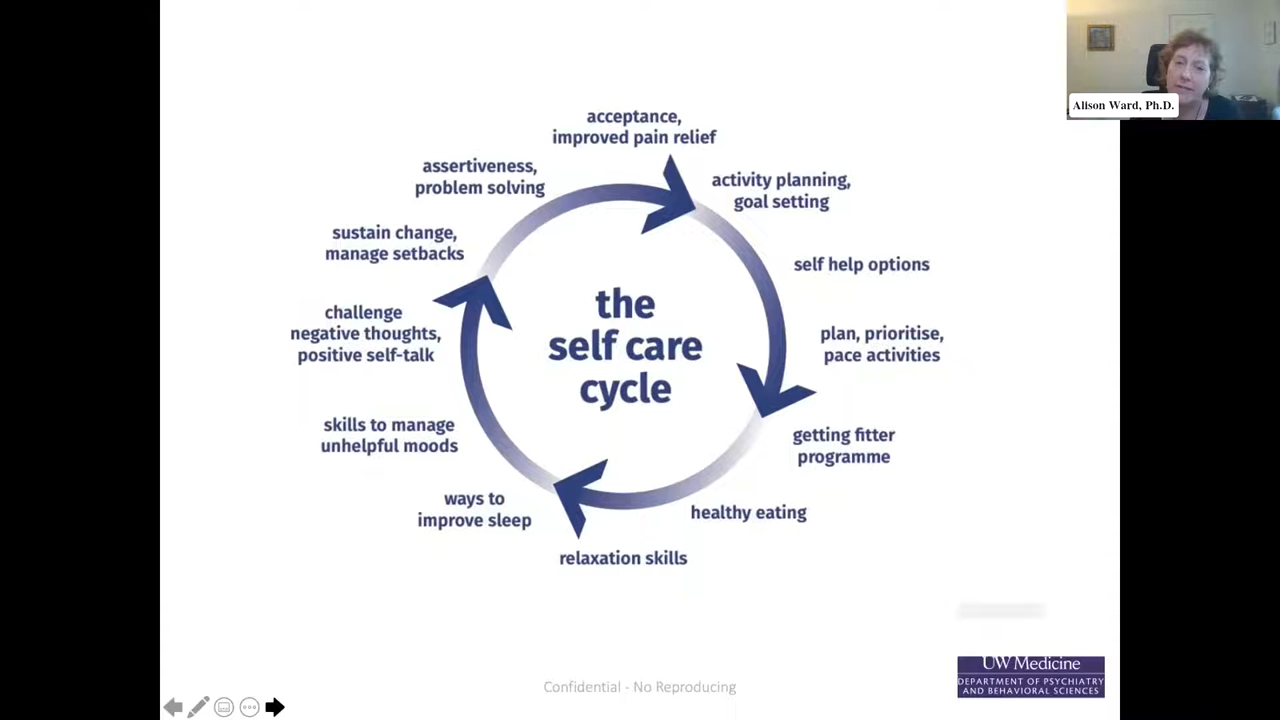 Alison Ward, Ph.D.
acceptance,
improved pain relief
activity planning,
goal setting
self help options
plan, prioritise,
pace activities
getting fitter
programme
healthy eating
relaxation skills
ways to
improve sleep
skills to manage
unhelpful moods
challenge
negative thoughts,
positive self-talk
sustain change,
manage setbacks
assertiveness,
problem solving
the
self care
cycle
Confidential - No Reproducing
UW Medicine
DEPARTMENT OF PSYCHIATRY
AND BEHAVIORAL SCIENCES